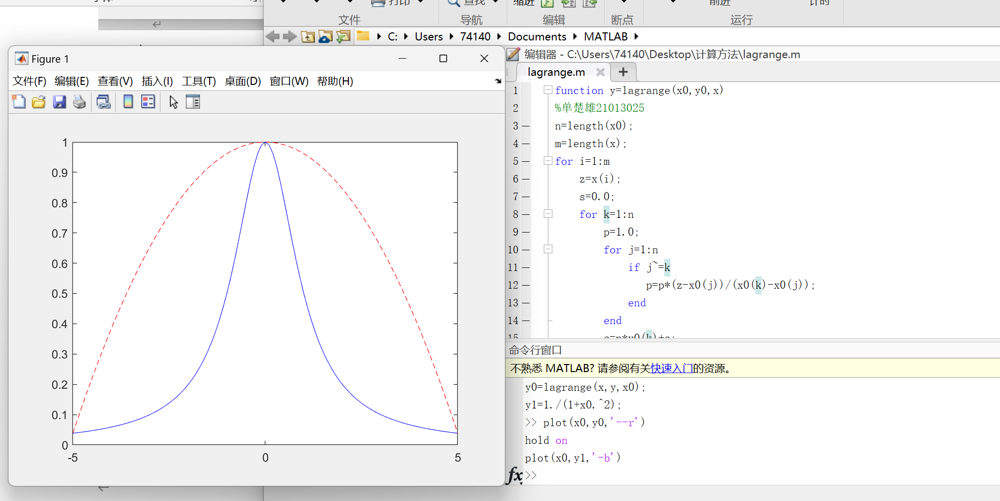 打印
查找
缩进
前进
计时
文件
导航
编辑
断点
运行
C: Users 74140 Documents MATLAB
Figure 1
文件(F) 编辑(E) 查看(V) 插入(I) 工具(T) 桌面(D) 窗口(W) 帮助(H)
1
0.9
0.8
0.7
0.6
0.5
0.4
0.3
0.2
0.1
0
-5
0
5
编辑器 - C:\Users\74140\Desktop\计算方法\lagrange.m
lagrange.m
1 function y=lagrange(x0,y0,x)
2 %单楚雄21013025
3 n=length(x0);
4 m=length(x);
5 for i=1:m
6 z=x(i);
7 s=0.0;
8 for k=1:n
9 p=1.0;
10 for j=1:n
11 if j~=k
12 p=p*(z-x0(j))/(x0(k)-x0(j));
13 end
14 end
15 s=p*y0(k)+s;
命令行窗口
不熟悉 MATLAB? 请参阅有关快速入门的资源。
y0=lagrange(x,y,x0);
y1=1./(1+x0.^2);
>> plot(x0,y0,'--r')
hold on
plot(x0,y1,'-b')
fx >>